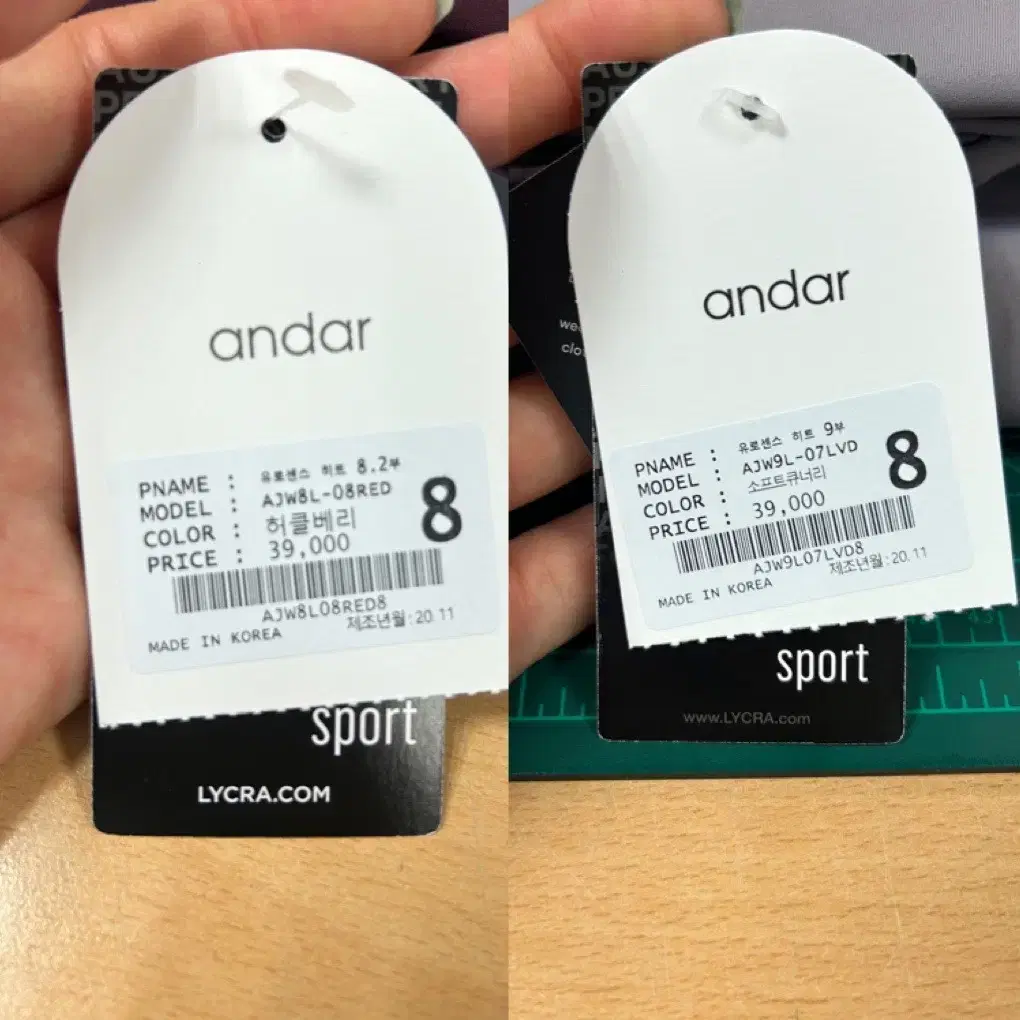 andar
PNAME : 유로센스 히트 8.2부
MODEL : AJW8L-08RED
COLOR : 허클베리
PRICE : 39,000
8
AJW8L08RED8
MADE IN KOREA
제조년월:20.11
sport
LYCRA.COM
andar
PNAME : 유로센스 히트 9부
MODEL : AJW9L-07LVD
COLOR : 소프트큐너리
PRICE : 39,000
8
AJW9L07LVD8
MADE IN KOREA
제조년월:20.11
sport
www.LYCRA.com